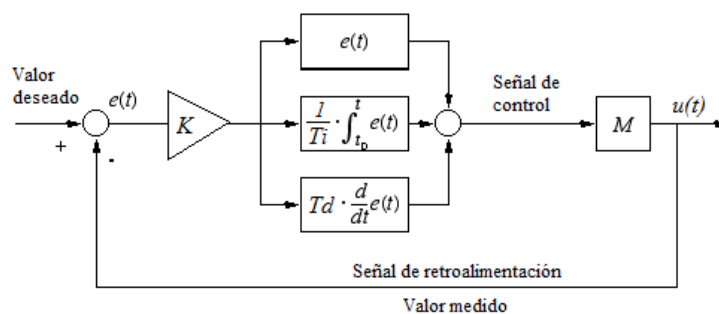 Valor
deseado
e(t)
+
-
K
e(t)
1/Ti · ∫ t t₀ e(t)
Td · d/dt e(t)
Señal de
control
M
u(t)
Señal de retroalimentación
Valor medido